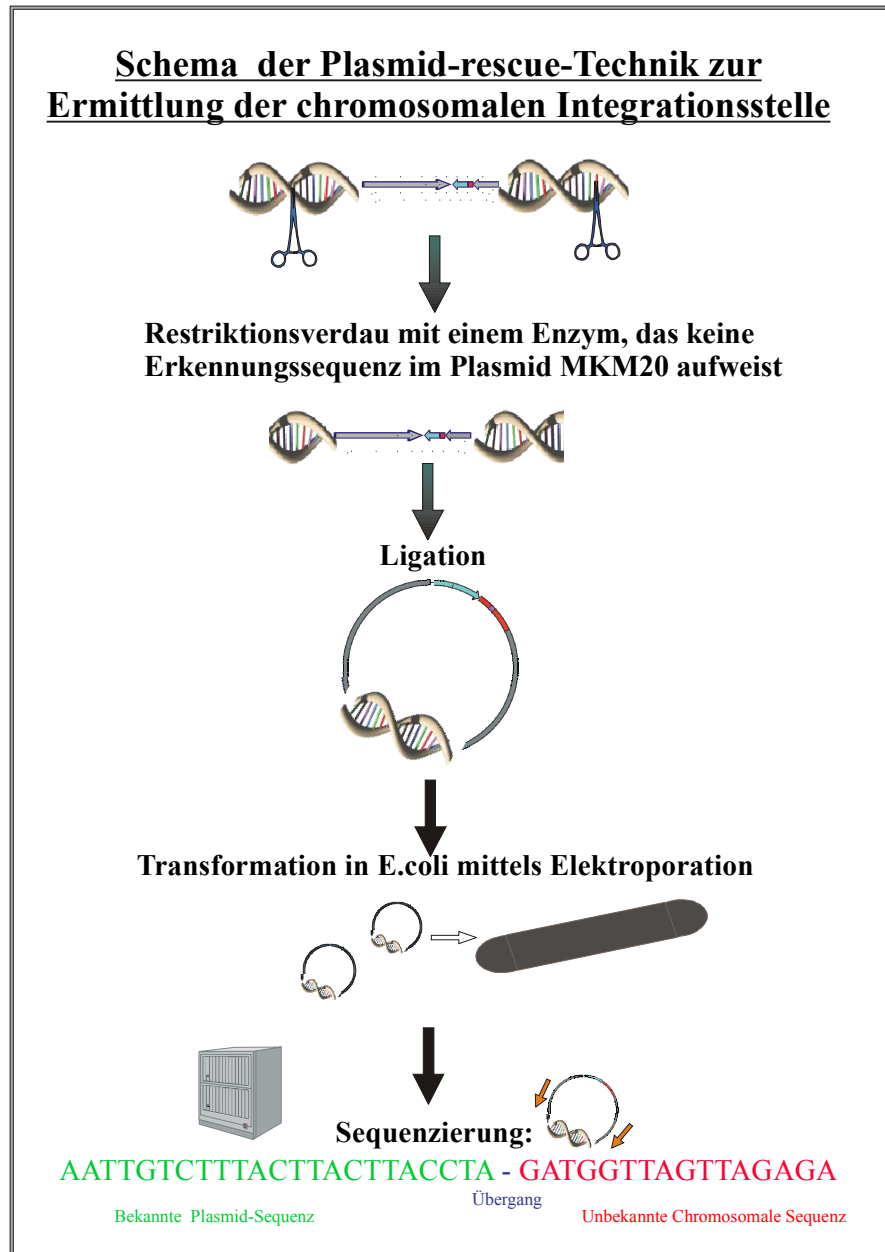 Schema der Plasmid-rescue-Technik zur
Ermittlung der chromosomalen Integrationsstelle
Restriktionsverdau mit einem Enzym, das keine
Erkennungssequenz im Plasmid MKM20 aufweist
Ligation
Transformation in E.coli mittels Elektroporation
Sequenzierung:
AATTGTCTTTACTTACTTACCTA - GATGGTTAGTTAGAGA
Übergang
Bekannte Plasmid-Sequenz Unbekannte Chromosomale Sequenz